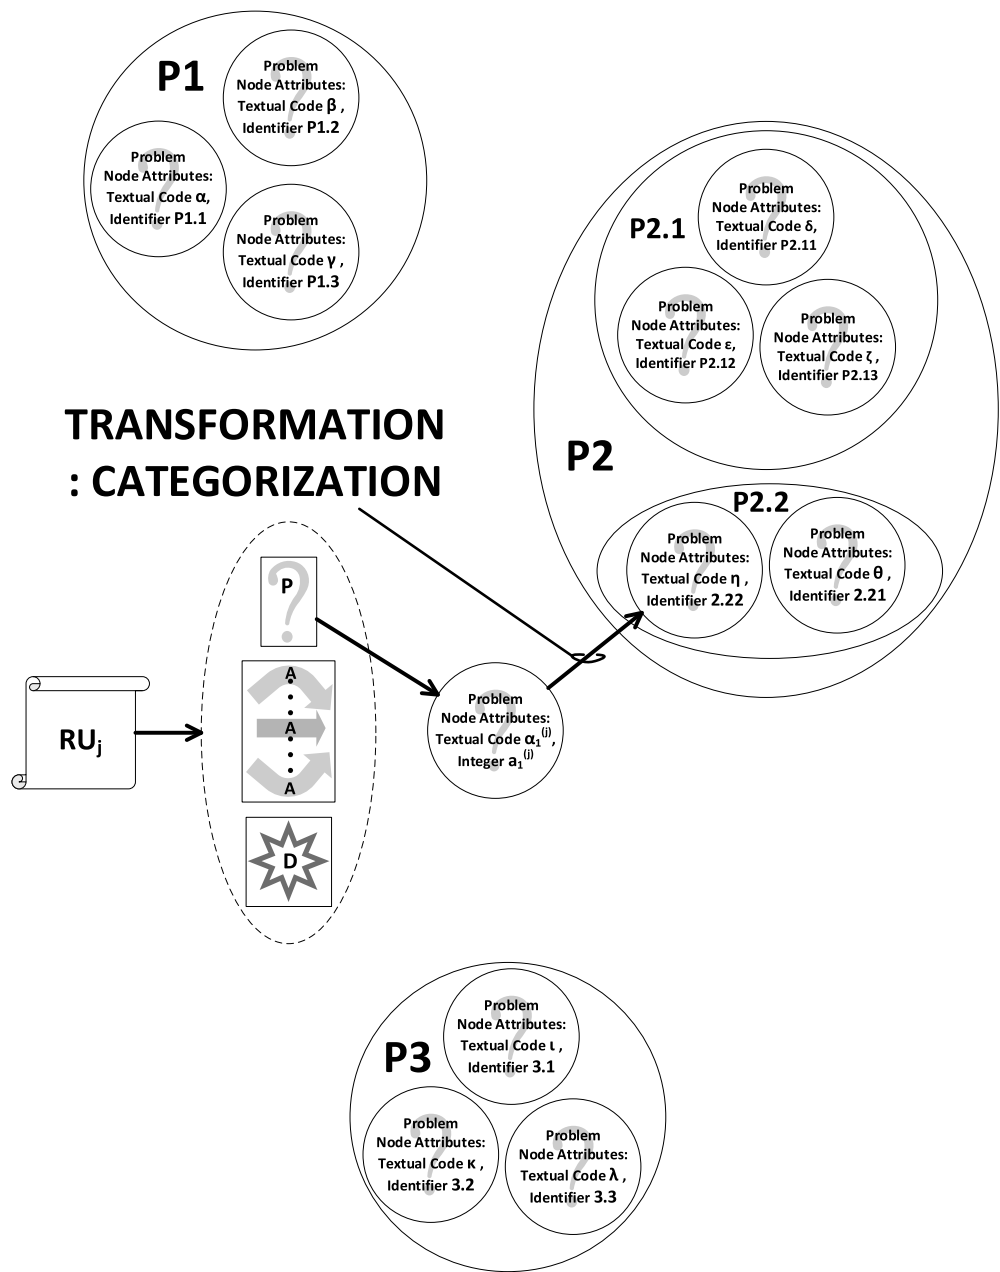 P1
Problem
Node Attributes:
Textual Code β ,
Identifier P1.2
Problem
Node Attributes:
Textual Code α,
Identifier P1.1
Problem
Node Attributes:
Textual Code γ ,
Identifier P1.3
P2.1
Problem
Node Attributes:
Textual Code δ,
Identifier P2.11
Problem
Node Attributes:
Textual Code ε,
Identifier P2.12
Problem
Node Attributes:
Textual Code ζ ,
Identifier P2.13
P2
P2.2
Problem
Node Attributes:
Textual Code η ,
Identifier 2.22
Problem
Node Attributes:
Textual Code θ ,
Identifier 2.21
TRANSFORMATION
: CATEGORIZATION
P
A
A
A
D
RUj
Problem
Node Attributes:
Textual Code α₁⁽ʲ⁾,
Integer a₁⁽ʲ⁾
P3
Problem
Node Attributes:
Textual Code ι ,
Identifier 3.1
Problem
Node Attributes:
Textual Code κ ,
Identifier 3.2
Problem
Node Attributes:
Textual Code λ ,
Identifier 3.3